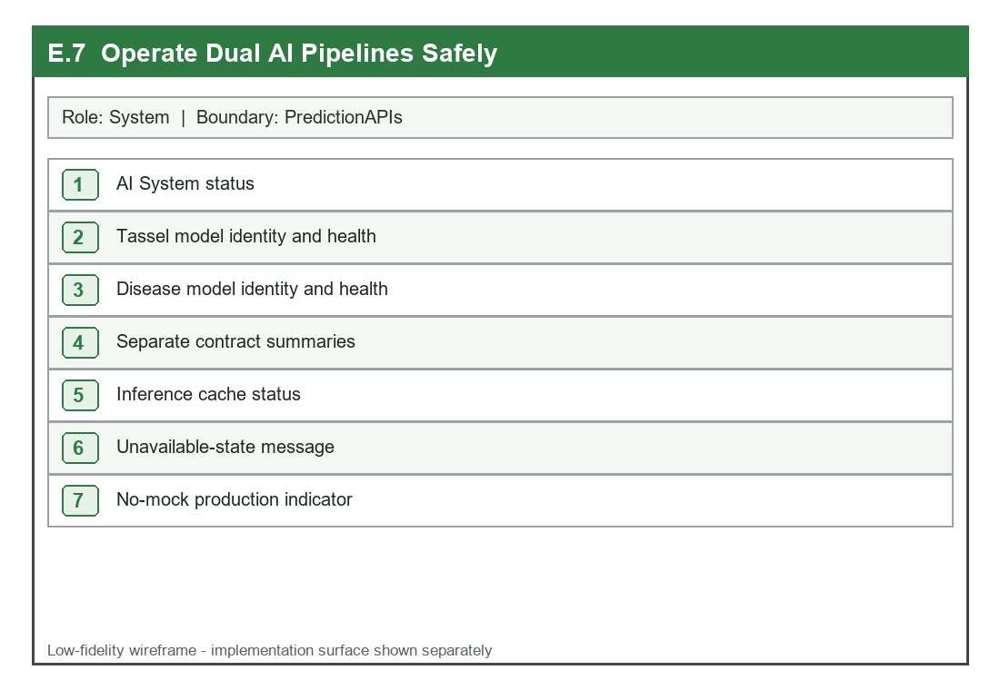 E.7 Operate Dual AI Pipelines Safely
Role: System | Boundary: PredictionAPIs
1 AI System status
2 Tassel model identity and health
3 Disease model identity and health
4 Separate contract summaries
5 Inference cache status
6 Unavailable-state message
7 No-mock production indicator
Low-fidelity wireframe - implementation surface shown separately